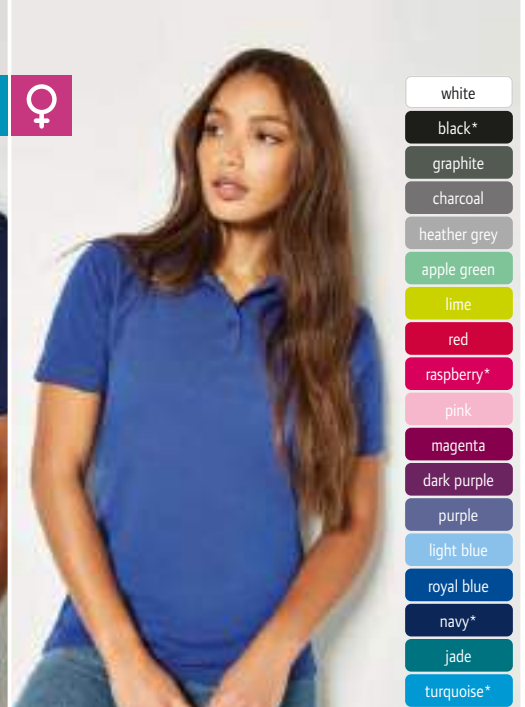 white
black*
graphite
charcoal
heather grey
apple green
lime
red
raspberry*
pink
magenta
dark purple
purple
light blue
royal blue
navy*
jade
turquoise*